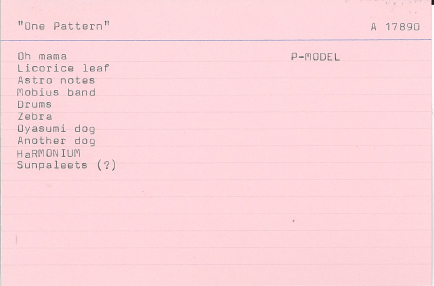 "One Pattern" A 17890
Oh mama P-MODEL
Licorice leaf
Astro notes
Mobius band
Drums
Zebra
Oyasumi dog
Another dog
HaRMONIUM
Sunpaleets (?)